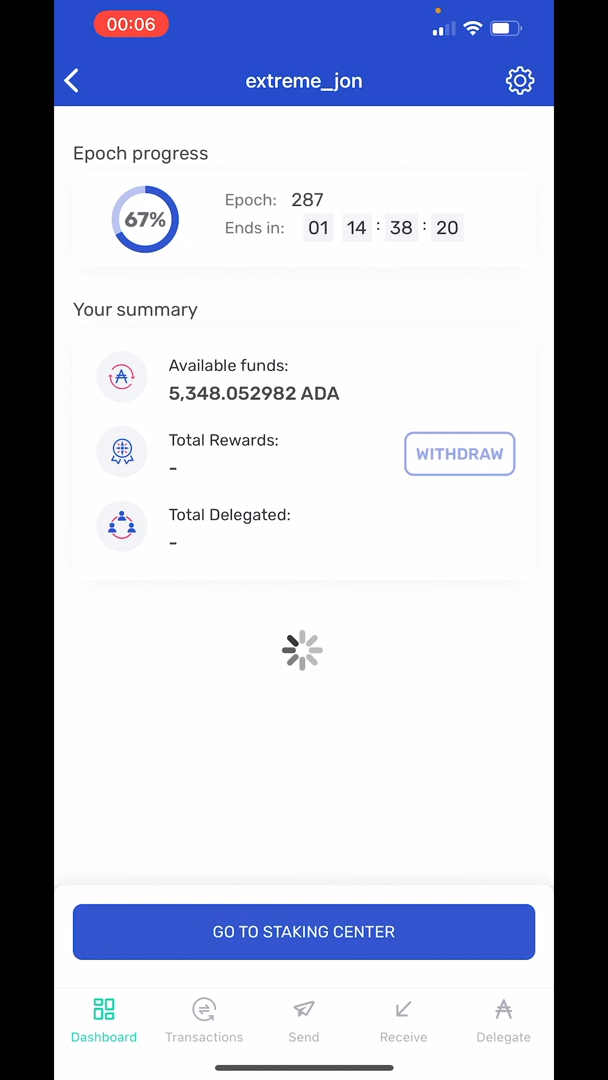 00:06
extreme_jon
Epoch progress
67%
Epoch: 287
Ends in: 01 14 : 38 : 20
Your summary
Available funds:
5,348.052982 ADA
Total Rewards:
-
WITHDRAW
Total Delegated:
-
GO TO STAKING CENTER
Dashboard Transactions Send Receive Delegate